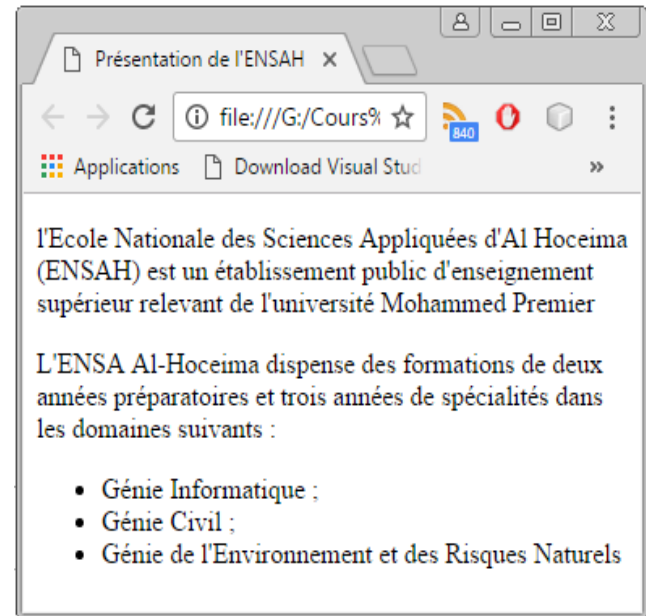 Présentation de l'ENSAH
file:///G:/Cours%
840
Applications Download Visual Stud
l'Ecole Nationale des Sciences Appliquées d'Al Hoceima
(ENSAH) est un établissement public d'enseignement
supérieur relevant de l'université Mohammed Premier
L'ENSA Al-Hoceima dispense des formations de deux
années préparatoires et trois années de spécialités dans
les domaines suivants :
• Génie Informatique ;
• Génie Civil ;
• Génie de l'Environnement et des Risques Naturels